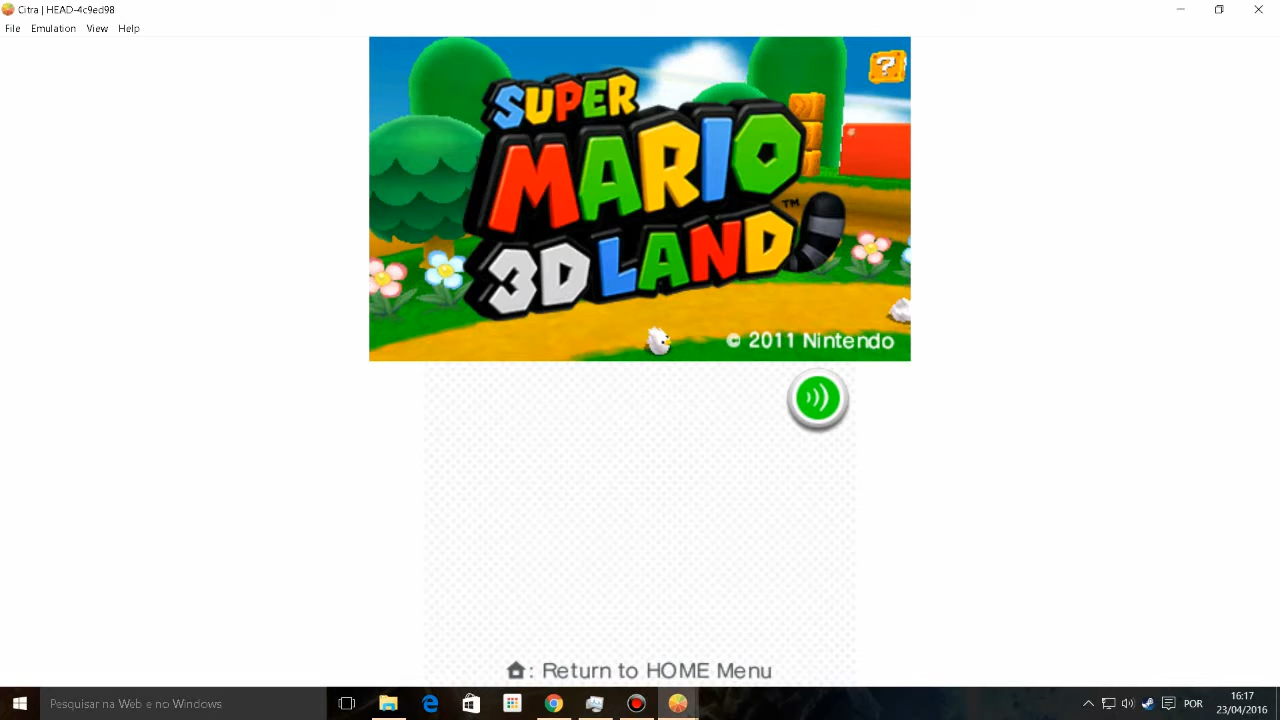 Citra | HEAD-4c9ed98
File Emulation View Help
?
SUPER
MARIO
TM
3D LAND
© 2011 Nintendo
: Return to HOME Menu
Pesquisar na Web e no Windows
POR
16:17
23/04/2016